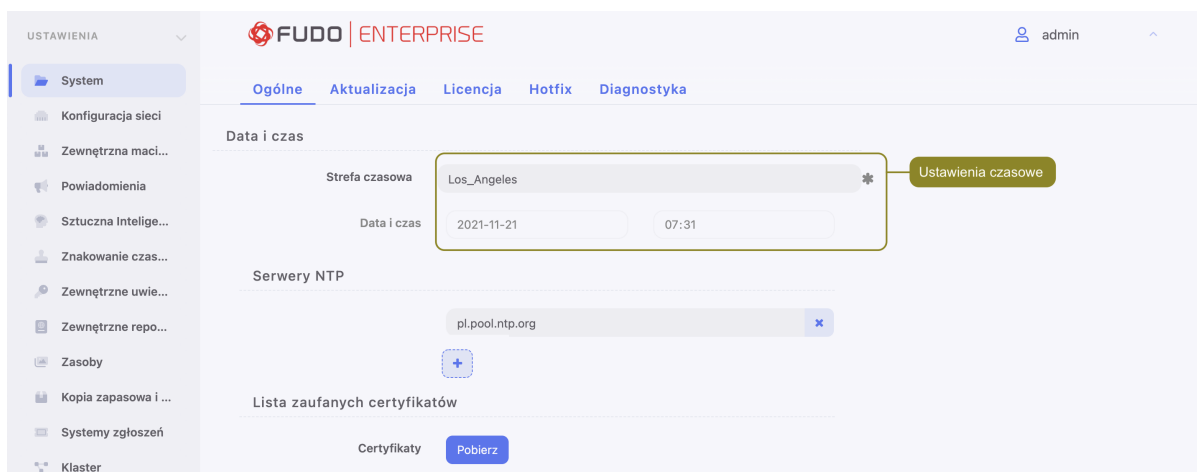 USTAWIENIA
FUDO ENTERPRISE
admin
System
Ogólne Aktualizacja Licencja Hotfix Diagnostyka
Konfiguracja sieci
Data i czas
Zewnętrzna maci...
Strefa czasowa Los_Angeles *
Ustawienia czasowe
Powiadomienia
Sztuczna Intelige...
Data i czas 2021-11-21 07:31
Znakowanie czas...
Serwery NTP
Zewnętrzne uwie...
Zewnętrzne repo...
pl.pool.ntp.org
Zasoby
Kopia zapasowa i ...
Lista zaufanych certyfikatów
Systemy zgłoszeń
Certyfikaty Pobierz
Klaster